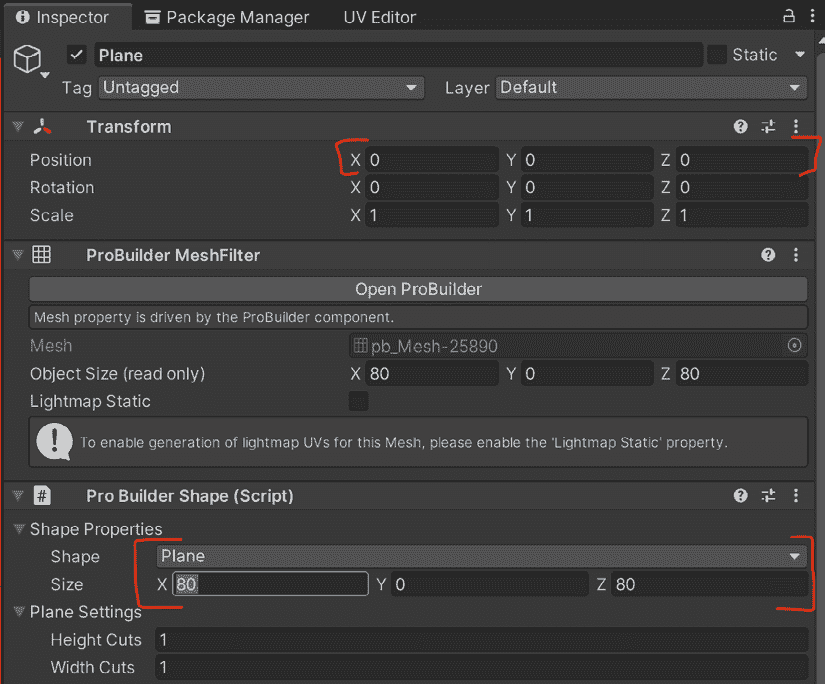 Inspector Package Manager UV Editor
Plane Static
Tag Untagged Layer Default
Transform
Position X 0 Y 0 Z 0
Rotation X 0 Y 0 Z 0
Scale X 1 Y 1 Z 1
ProBuilder MeshFilter
Open ProBuilder
Mesh property is driven by the ProBuilder component.
Mesh pb_Mesh-25890
Object Size (read only) X 80 Y 0 Z 80
Lightmap Static
To enable generation of lightmap UVs for this Mesh, please enable the 'Lightmap Static' property.
# Pro Builder Shape (Script)
Shape Properties
Shape Plane
Size X 80 Y 0 Z 80
Plane Settings
Height Cuts 1
Width Cuts 1